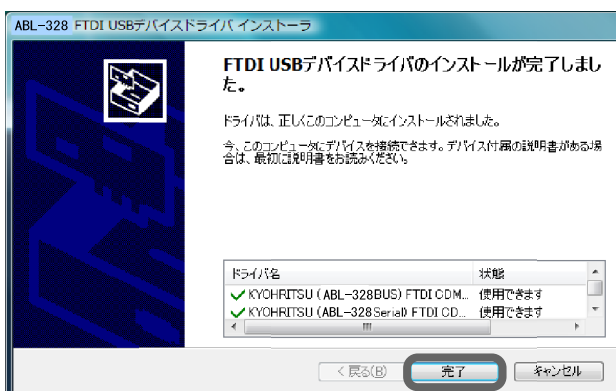 ABL-328 FTDI USBデバイスドライバ インストーラ
FTDI USBデバイスドライバのインストールが完了しまし
た。
ドライバは、正しくこのコンピュータにインストールされました。
今、このコンピュータにデバイスを接続できます。デバイス付属の説明書がある場
合は、最初に説明書をお読みください。
ドライバ名 状態
KYOHRITSU (ABL-328BUS) FTDI CDM... 使用できます
KYOHRITSU (ABL-328Serial) FTDI CD... 使用できます
< 戻る(B) 完了 キャンセル